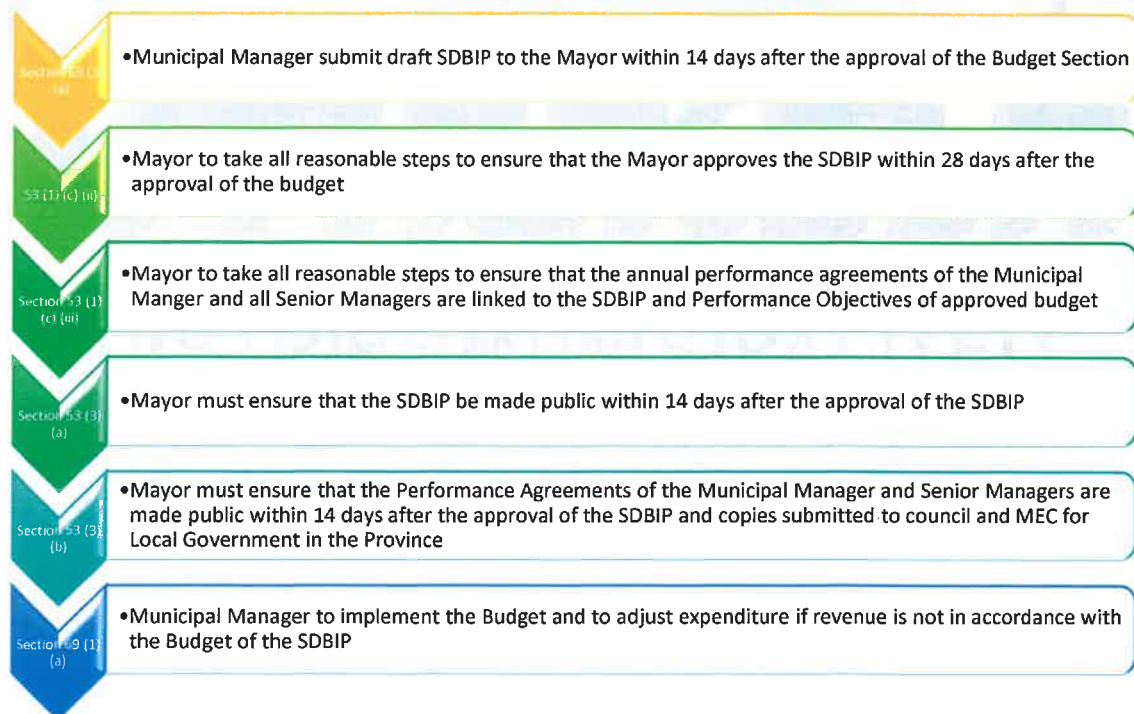 (a)
•Municipal Manager submit draft SDBIP to the Mayor within 14 days after the approval of the Budget Section
53 (1) (c) (ii)
•Mayor to take all reasonable steps to ensure that the Mayor approves the SDBIP within 28 days after the
approval of the budget
Section 53 (1)
(c) (iii)
•Mayor to take all reasonable steps to ensure that the annual performance agreements of the Municipal
Manger and all Senior Managers are linked to the SDBIP and Performance Objectives of approved budget
Section 53 (3)
(a)
•Mayor must ensure that the SDBIP be made public within 14 days after the approval of the SDBIP
Section 53 (3)
(b)
•Mayor must ensure that the Performance Agreements of the Municipal Manager and Senior Managers are
made public within 14 days after the approval of the SDBIP and copies submitted to council and MEC for
Local Government in the Province
Section 69 (1)
(a)
•Municipal Manager to implement the Budget and to adjust expenditure if revenue is not in accordance with
the Budget of the SDBIP